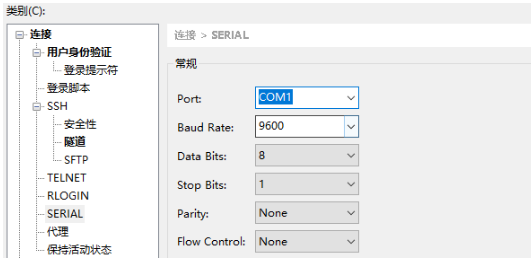 类别(C):
连接
用户身份验证
登录提示符
登录脚本
SSH
安全性
隧道
SFTP
TELNET
RLOGIN
SERIAL
代理
保持活动状态
连接 > SERIAL
常规
Port: COM1
Baud Rate: 9600
Data Bits: 8
Stop Bits: 1
Parity: None
Flow Control: None